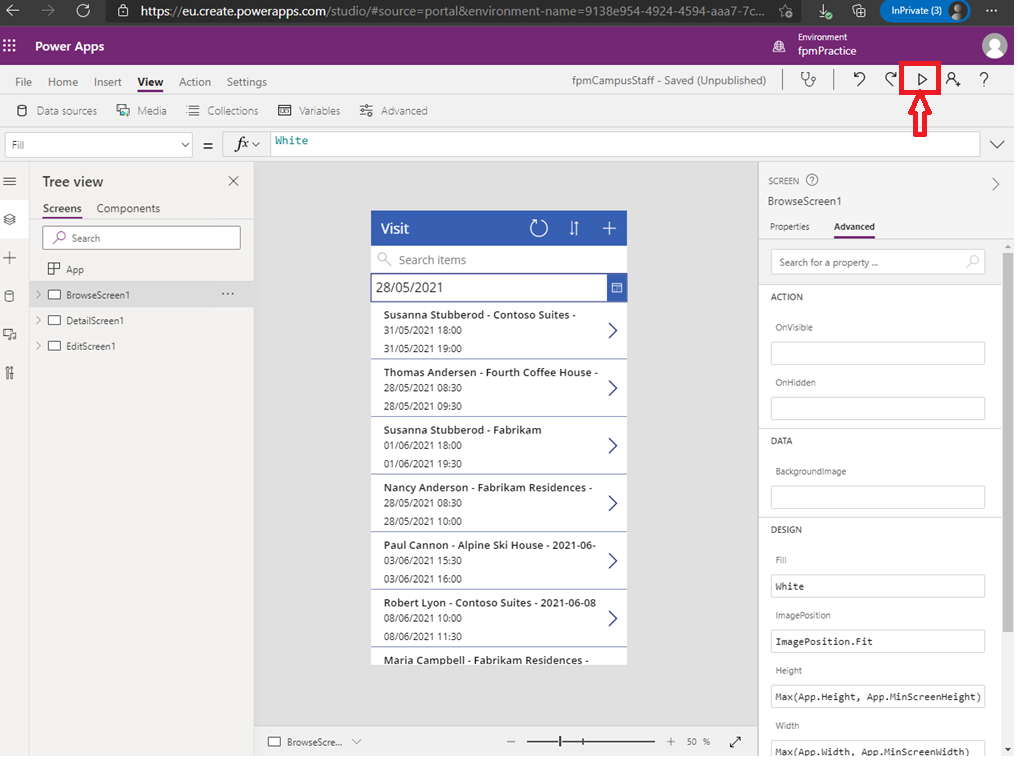 https://eu.create.powerapps.com/studio/#source=portal&environment-name=9138e954-4924-4594-aaa7-7c...
InPrivate (3)
Power Apps
Environment
fpmPractice
File Home Insert View Action Settings
fpmCampusStaff - Saved (Unpublished)
Data sources Media Collections Variables Advanced
Fill
= fx White
Tree view
Screens Components
Search
App
BrowseScreen1 ...
DetailScreen1
EditScreen1
Visit
Search items
28/05/2021
Susanna Stubberod - Contoso Suites -
31/05/2021 18:00
31/05/2021 19:00
Thomas Andersen - Fourth Coffee House -
28/05/2021 08:30
28/05/2021 09:30
Susanna Stubberod - Fabrikam
01/06/2021 18:00
01/06/2021 19:30
Nancy Anderson - Fabrikam Residences -
28/05/2021 08:30
28/05/2021 10:00
Paul Cannon - Alpine Ski House - 2021-06-
03/06/2021 15:30
03/06/2021 16:00
Robert Lyon - Contoso Suites - 2021-06-08
08/06/2021 10:00
08/06/2021 11:30
Maria Campbell - Fabrikam Residences -
BrowseScre...
50 %
SCREEN
BrowseScreen1
Properties Advanced
Search for a property ...
ACTION
OnVisible
OnHidden
DATA
BackgroundImage
DESIGN
Fill
White
ImagePosition
ImagePosition.Fit
Height
Max(App.Height, App.MinScreenHeight)
Width
Max(App.Width, App.MinScreenWidth)